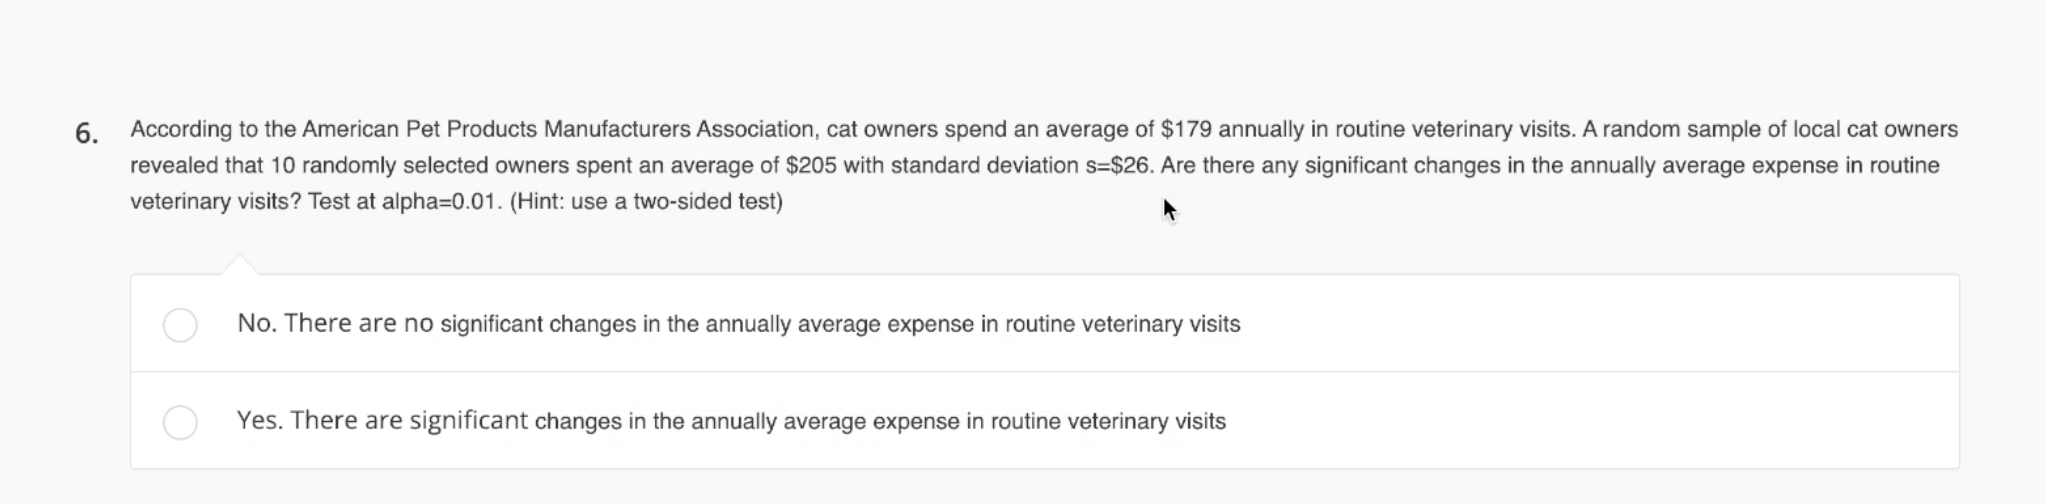 6. According to the American Pet Products Manufacturers Association, cat owners spend an average of $179 annually in routine veterinary visits. A random sample of local cat owners
revealed that 10 randomly selected owners spent an average of $205 with standard deviation s=$26. Are there any significant changes in the annually average expense in routine
veterinary visits? Test at alpha=0.01. (Hint: use a two-sided test)
No. There are no significant changes in the annually average expense in routine veterinary visits
Yes. There are significant changes in the annually average expense in routine veterinary visits